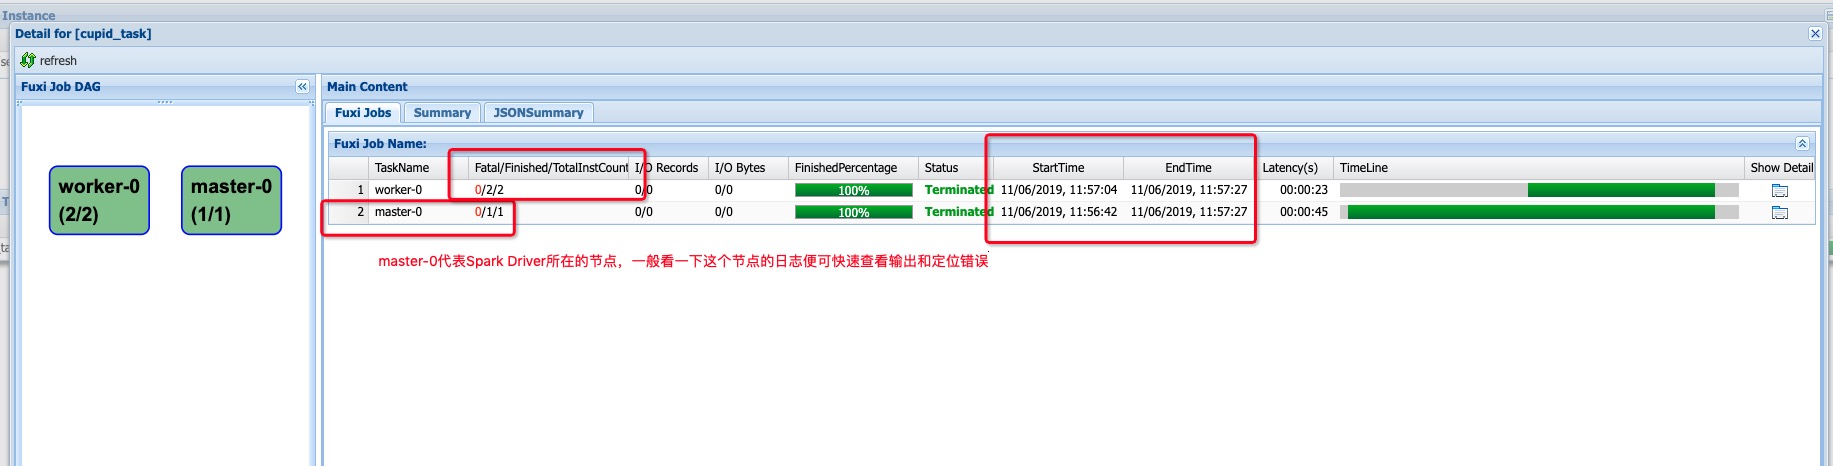 Instance
Detail for [cupid_task]
refresh
Fuxi Job DAG
Main Content
Fuxi Jobs Summary JSONSummary
Fuxi Job Name:
TaskName Fatal/Finished/TotalInstCount I/O Records I/O Bytes FinishedPercentage Status StartTime EndTime Latency(s) TimeLine Show Detail
1 worker-0 0/2/2 0/0 0/0 100% Terminated 11/06/2019, 11:57:04 11/06/2019, 11:57:27 00:00:23
2 master-0 0/1/1 0/0 0/0 100% Terminated 11/06/2019, 11:56:42 11/06/2019, 11:57:27 00:00:45
worker-0
(2/2)
master-0
(1/1)
master-0代表Spark Driver所在的节点，一般看一下这个节点的日志便可快速查看输出和定位错误